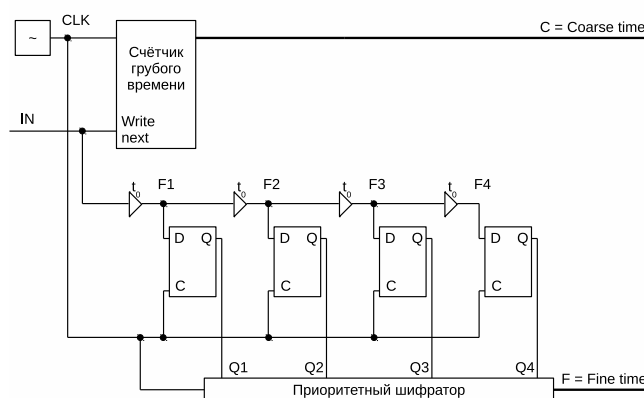 CLK
~
C = Coarse time
Счётчик
грубого
времени
IN
Write
next
t₀ F1 t₀ F2 t₀ F3 t₀ F4
D Q D Q D Q D Q
C C C C
Q1 Q2 Q3 Q4
F = Fine time
Приоритетный шифратор